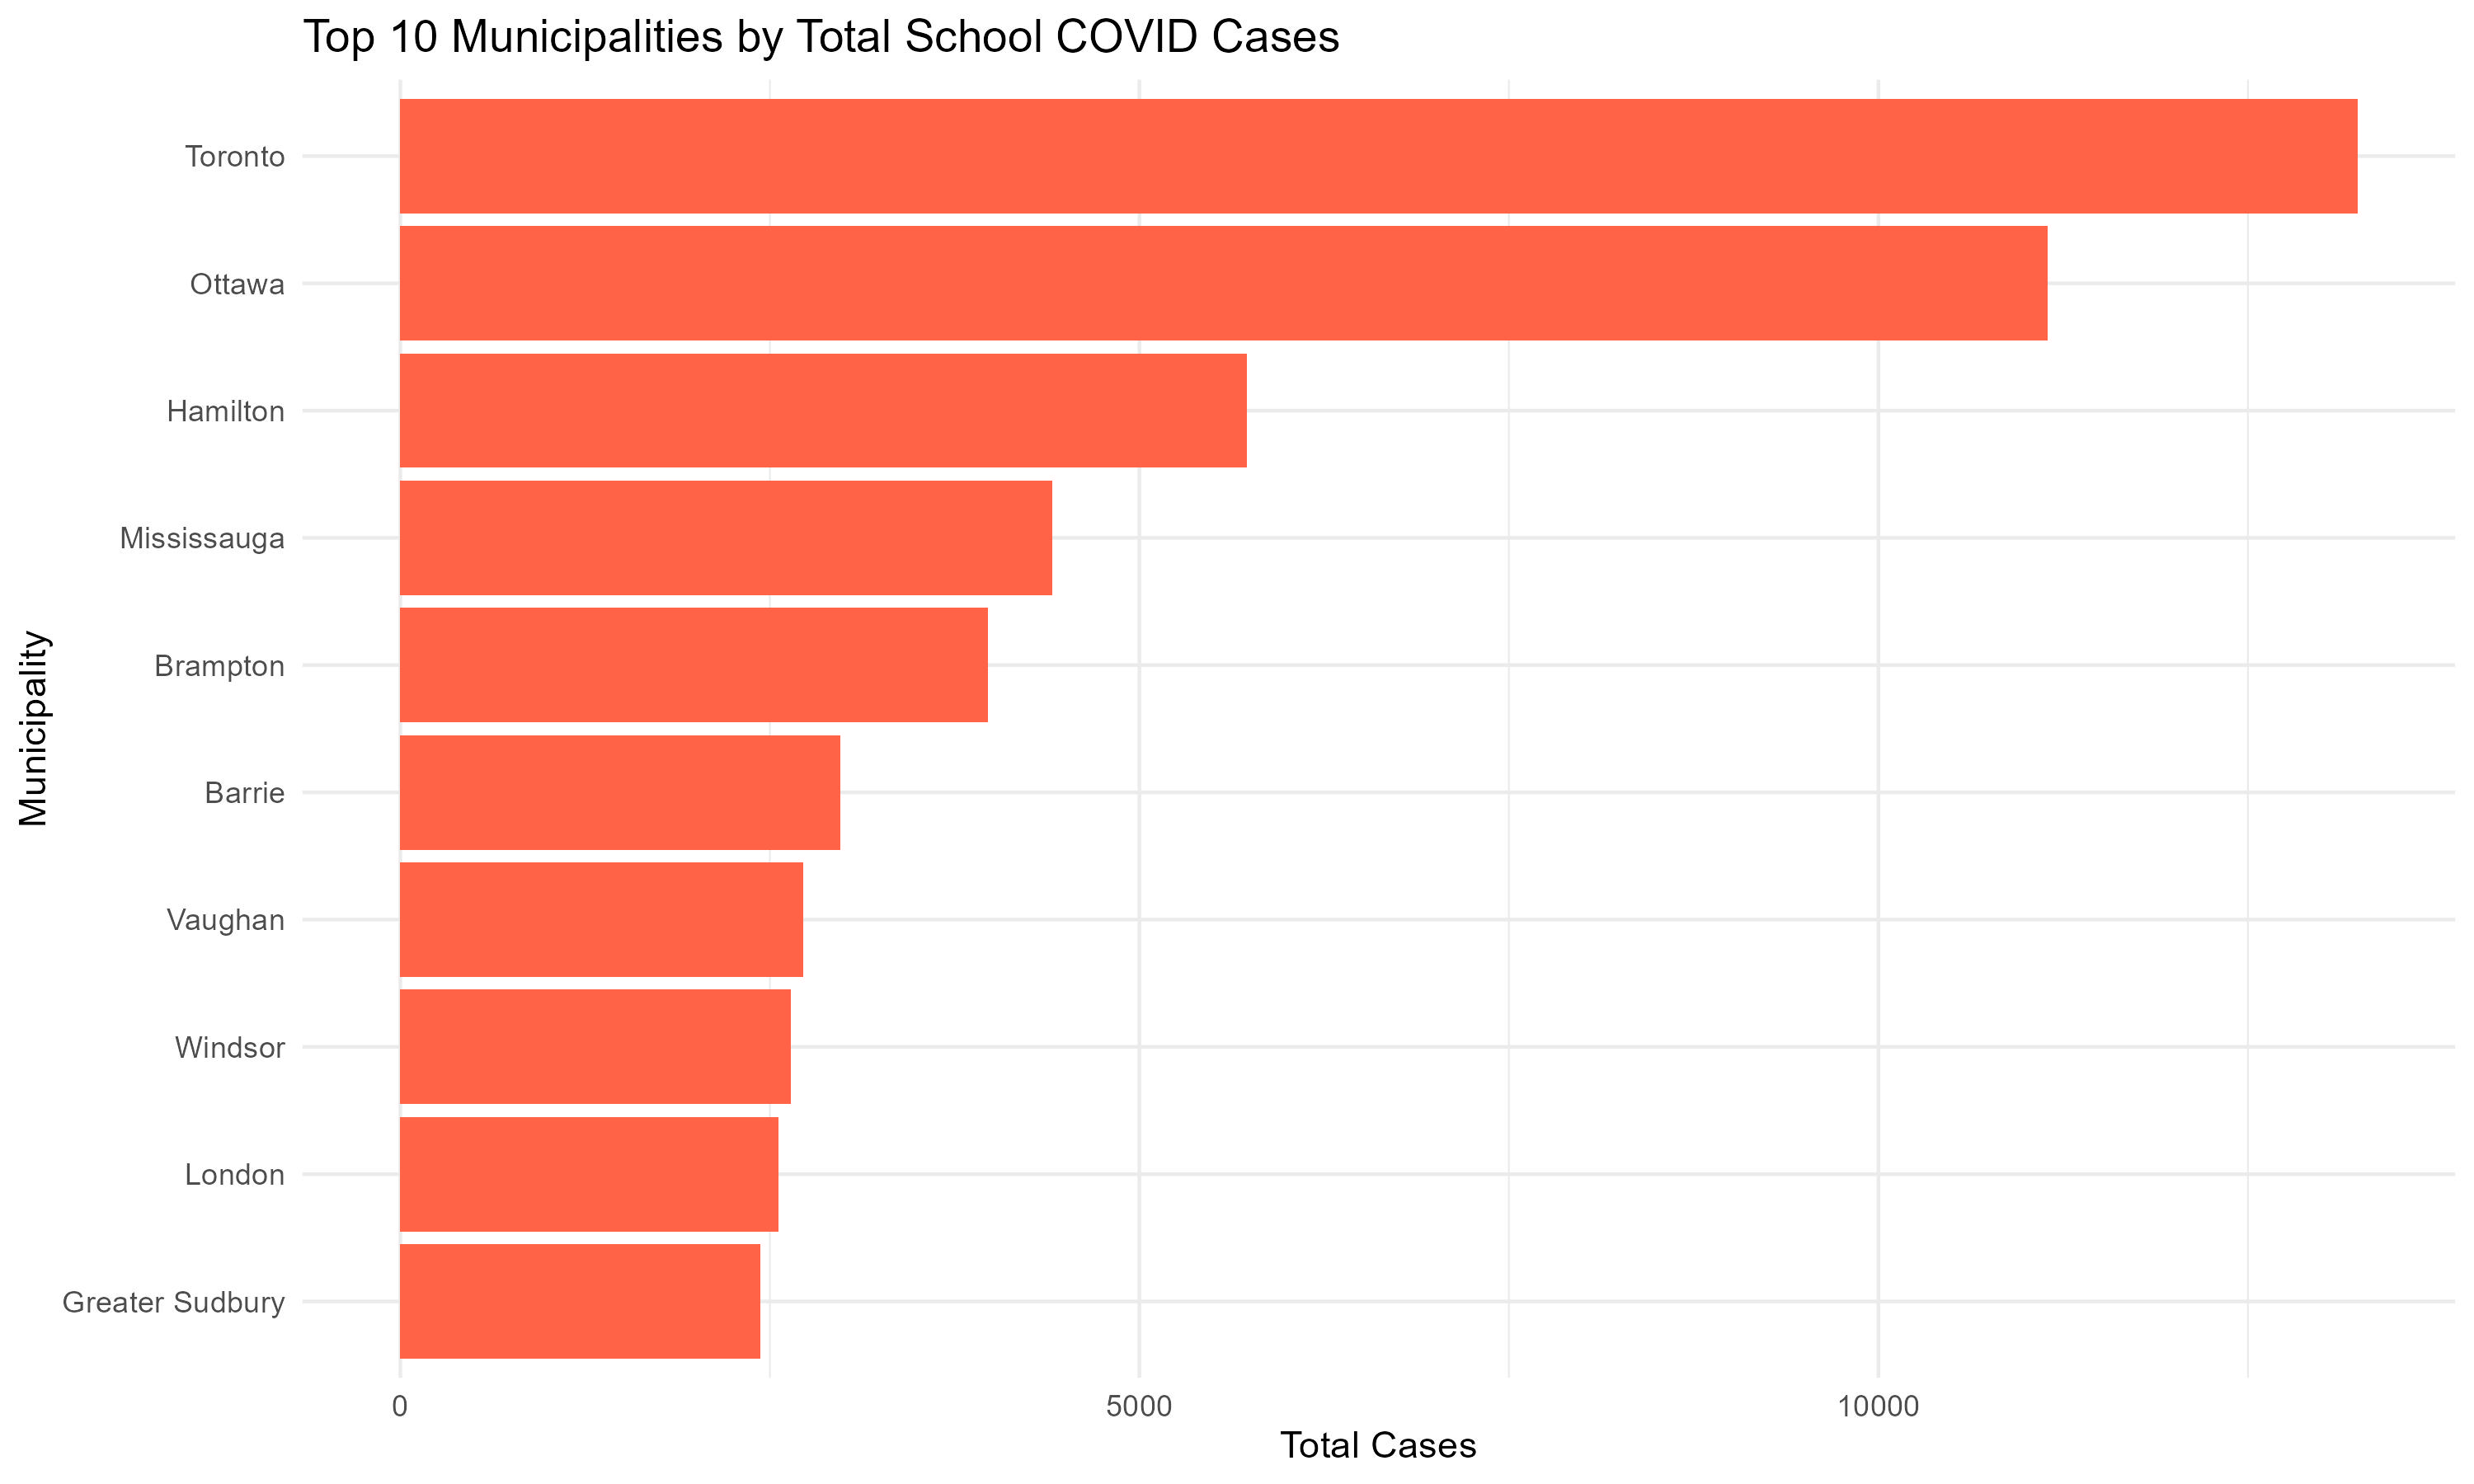 Top 10 Municipalities by Total School COVID Cases
Municipality
Toronto
Ottawa
Hamilton
Mississauga
Brampton
Barrie
Vaughan
Windsor
London
Greater Sudbury
0 5000 10000
Total Cases